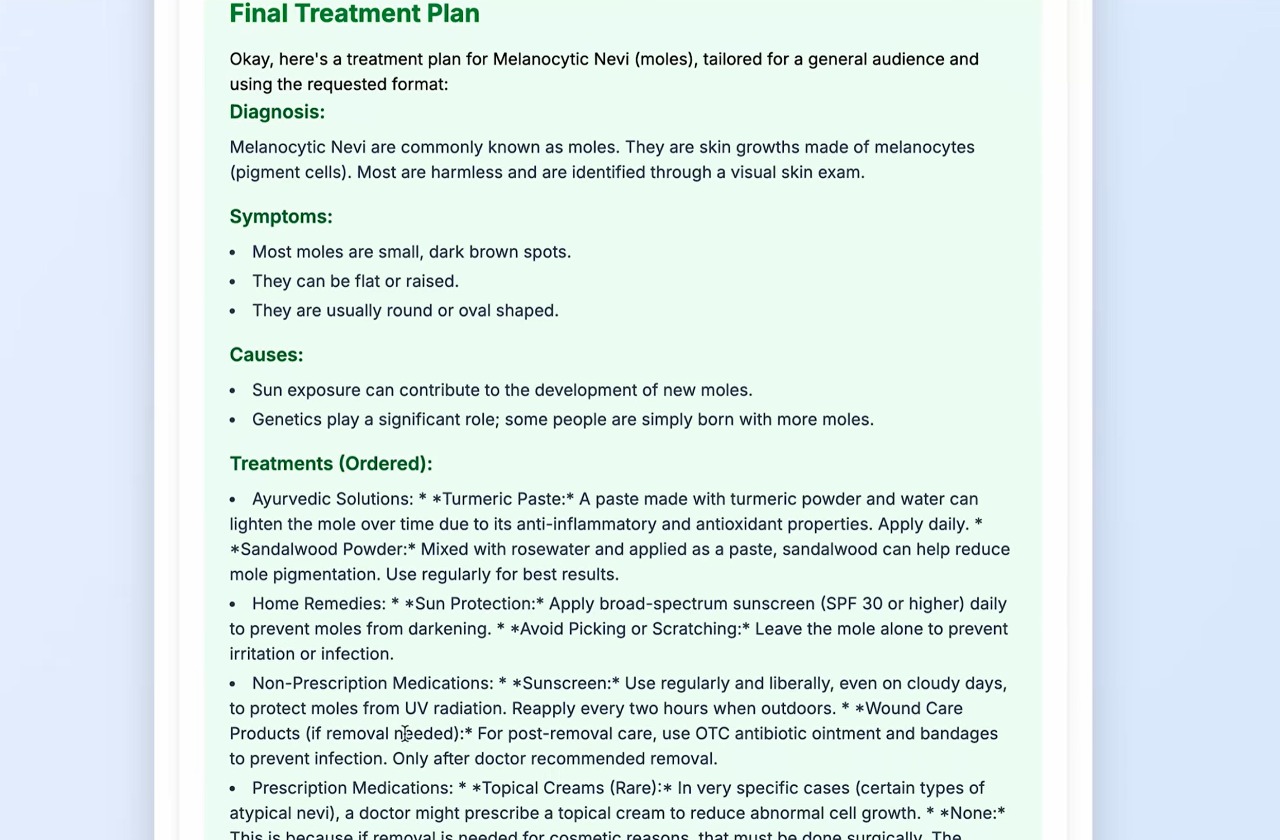 Final Treatment Plan
Okay, here's a treatment plan for Melanocytic Nevi (moles), tailored for a general audience and
using the requested format:
Diagnosis:
Melanocytic Nevi are commonly known as moles. They are skin growths made of melanocytes
(pigment cells). Most are harmless and are identified through a visual skin exam.
Symptoms:
• Most moles are small, dark brown spots.
• They can be flat or raised.
• They are usually round or oval shaped.
Causes:
• Sun exposure can contribute to the development of new moles.
• Genetics play a significant role; some people are simply born with more moles.
Treatments (Ordered):
• Ayurvedic Solutions: * *Turmeric Paste:* A paste made with turmeric powder and water can
lighten the mole over time due to its anti-inflammatory and antioxidant properties. Apply daily. *
*Sandalwood Powder:* Mixed with rosewater and applied as a paste, sandalwood can help reduce
mole pigmentation. Use regularly for best results.
• Home Remedies: * *Sun Protection:* Apply broad-spectrum sunscreen (SPF 30 or higher) daily
to prevent moles from darkening. * *Avoid Picking or Scratching:* Leave the mole alone to prevent
irritation or infection.
• Non-Prescription Medications: * *Sunscreen:* Use regularly and liberally, even on cloudy days,
to protect moles from UV radiation. Reapply every two hours when outdoors. * *Wound Care
Products (if removal needed):* For post-removal care, use OTC antibiotic ointment and bandages
to prevent infection. Only after doctor recommended removal.
• Prescription Medications: * *Topical Creams (Rare):* In very specific cases (certain types of
atypical nevi), a doctor might prescribe a topical cream to reduce abnormal cell growth. * *None:*
This is because if removal is needed for cosmetic reasons, that must be done surgically. The